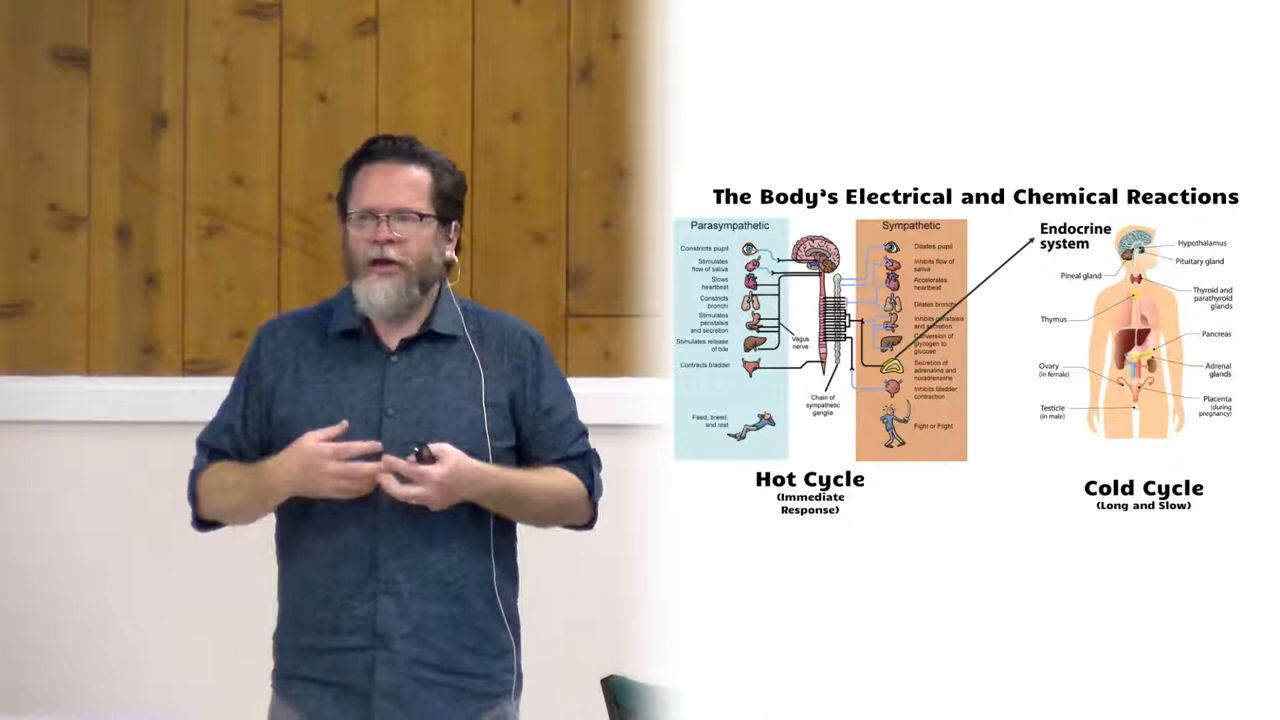 The Body's Electrical and Chemical Reactions
Parasympathetic
Constricts pupil
Stimulates
flow of saliva
Slows
heartbeat
Constricts
bronchi
Stimulates
peristalsis
and secretion
Stimulates release
of bile
Contracts bladder
Feed, breed,
and rest
Vagus
nerve
Chain of
sympathetic
ganglia
Sympathetic
Dilates pupil
Inhibits flow of
saliva
Accelerates
heartbeat
Dilates bronchi
Inhibits peristalsis
and secretion
Conversion of
glycogen to
glucose
Secretion of
adrenaline and
noradrenaline
Inhibits bladder
contraction
Fight or Flight
Hot Cycle
(Immediate
Response)
Endocrine
system
Hypothalamus
Pituitary gland
Pineal gland
Thyroid and
parathyroid
glands
Thymus
Pancreas
Ovary
(in female)
Adrenal
glands
Placenta
(during
pregnancy)
Testicle
(in male)
Cold Cycle
(Long and Slow)